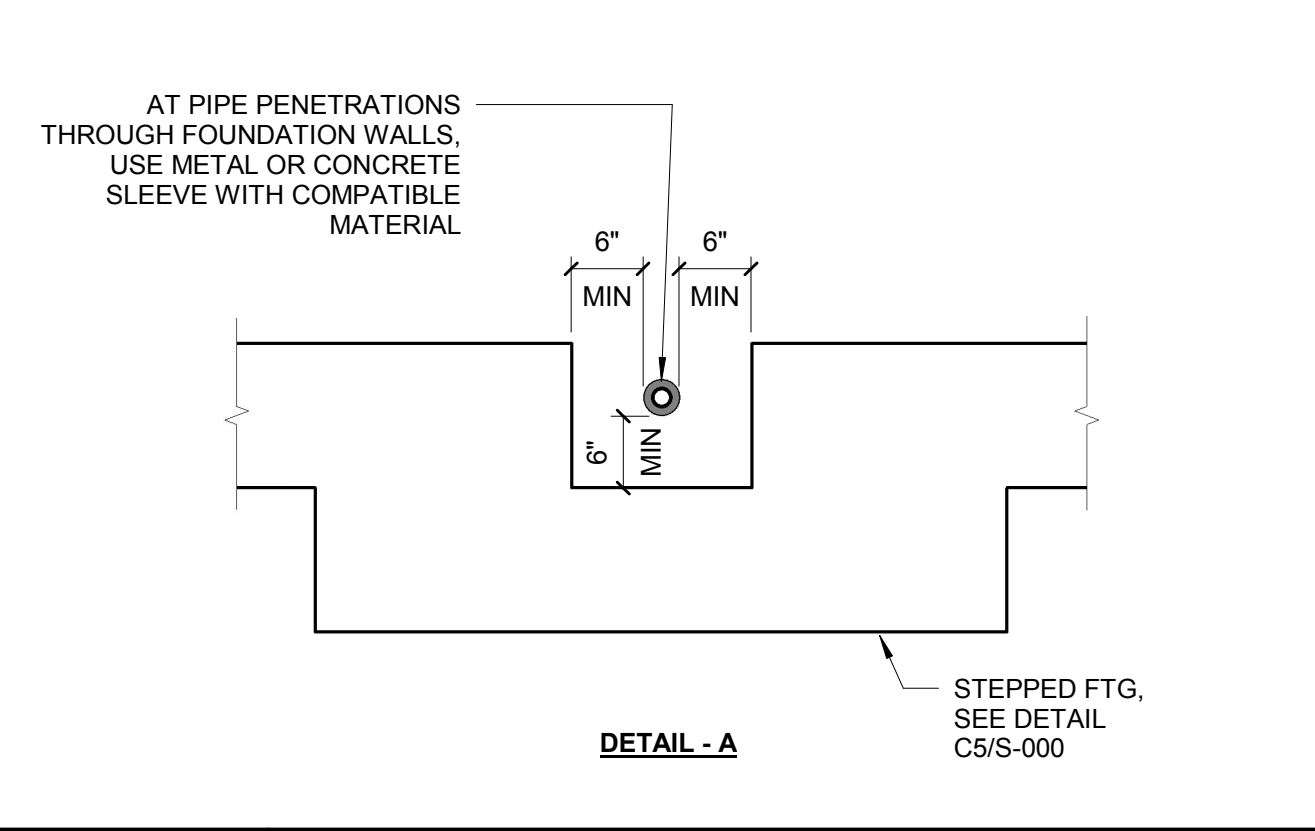 AT PIPE PENETRATIONS
THROUGH FOUNDATION WALLS,
USE METAL OR CONCRETE
SLEEVE WITH COMPATIBLE
MATERIAL
6" 6"
MIN MIN
6"
MIN
STEPPED FTG,
SEE DETAIL
C5/S-000
DETAIL - A